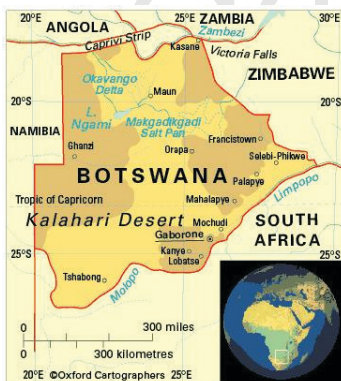 20°E
25°E
30°E
ANGOLA
ZAMBIA
Caprivi Strip
Zambezi
Kasane
Victoria Falls
Okavango
Delta
ZIMBABWE
20°S
Maun
20°S
L.
Ngami
Makgadikgadi
Salt Pan
NAMIBIA
Francistown
Ghanzi
Orapa
Selebi-Phikwe
BOTSWANA
Palapye
Limpopo
Tropic of Capricorn
Mahalapye
Kalahari Desert
Mochudi
SOUTH
AFRICA
Gaborone
25°S
Kanye
25°S
Lobatse
Tshabong
Molopo
0
300 miles
0
300 kilometres
20°E
©Oxford Cartographers
25°E